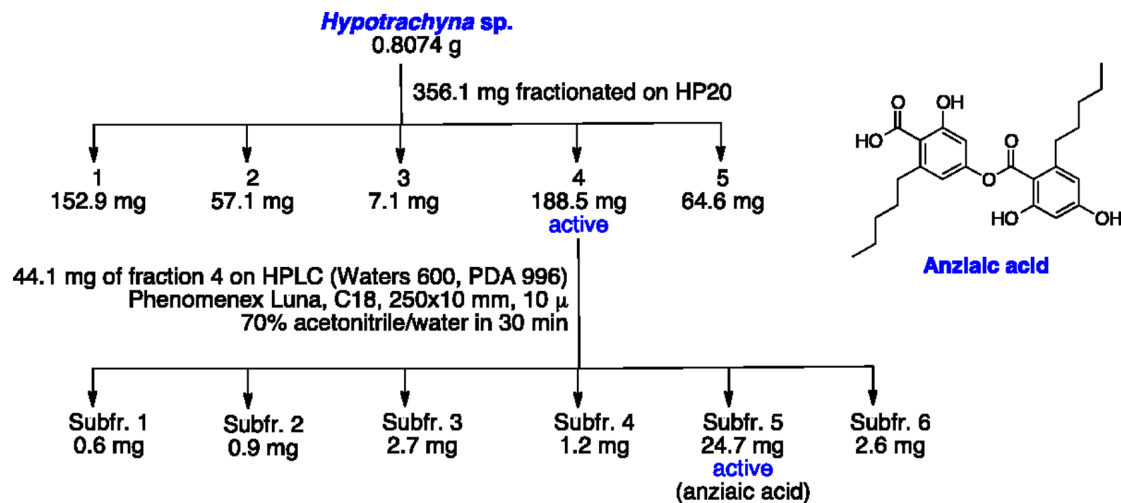 Hypotrachyna sp.
0.8074 g
356.1 mg fractionated on HP20
1
152.9 mg
2
57.1 mg
3
7.1 mg
4
188.5 mg
active
5
64.6 mg
O
OH
HO
O
O
HO
OH
Anziaic acid
44.1 mg of fraction 4 on HPLC (Waters 600, PDA 996)
Phenomenex Luna, C18, 250x10 mm, 10 μ
70% acetonitrile/water in 30 min
Subfr. 1
0.6 mg
Subfr. 2
0.9 mg
Subfr. 3
2.7 mg
Subfr. 4
1.2 mg
Subfr. 5
24.7 mg
active
(anziaic acid)
Subfr. 6
2.6 mg